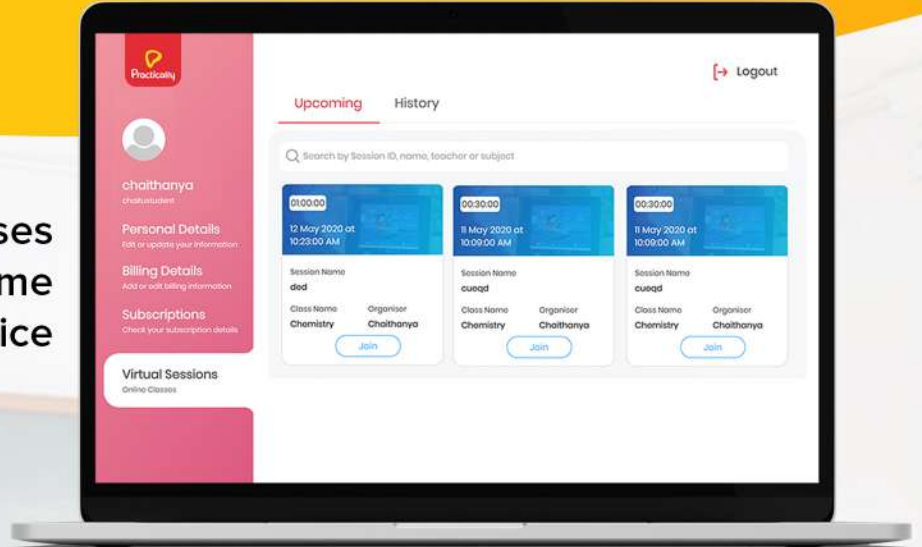 ses
me
ice
Practically
Logout
Upcoming History
Search by Session ID, name, teacher or subject
chaithanya
chaitustudent
Personal Details
Edit or update your information
Billing Details
Add or edit billing information
Subscriptions
Check your subscription details
Virtual Sessions
Online Classes
01:00:00
12 May 2020 at
10:23:00 AM
Session Name
ded
Class Name Organiser
Chemistry Chaithanya
Join
00:30:00
11 May 2020 at
10:09:00 AM
Session Name
cueqd
Class Name Organiser
Chemistry Chaithanya
Join
00:30:00
11 May 2020 at
10:09:00 AM
Session Name
cueqd
Class Name Organiser
Chemistry Chaithanya
Join